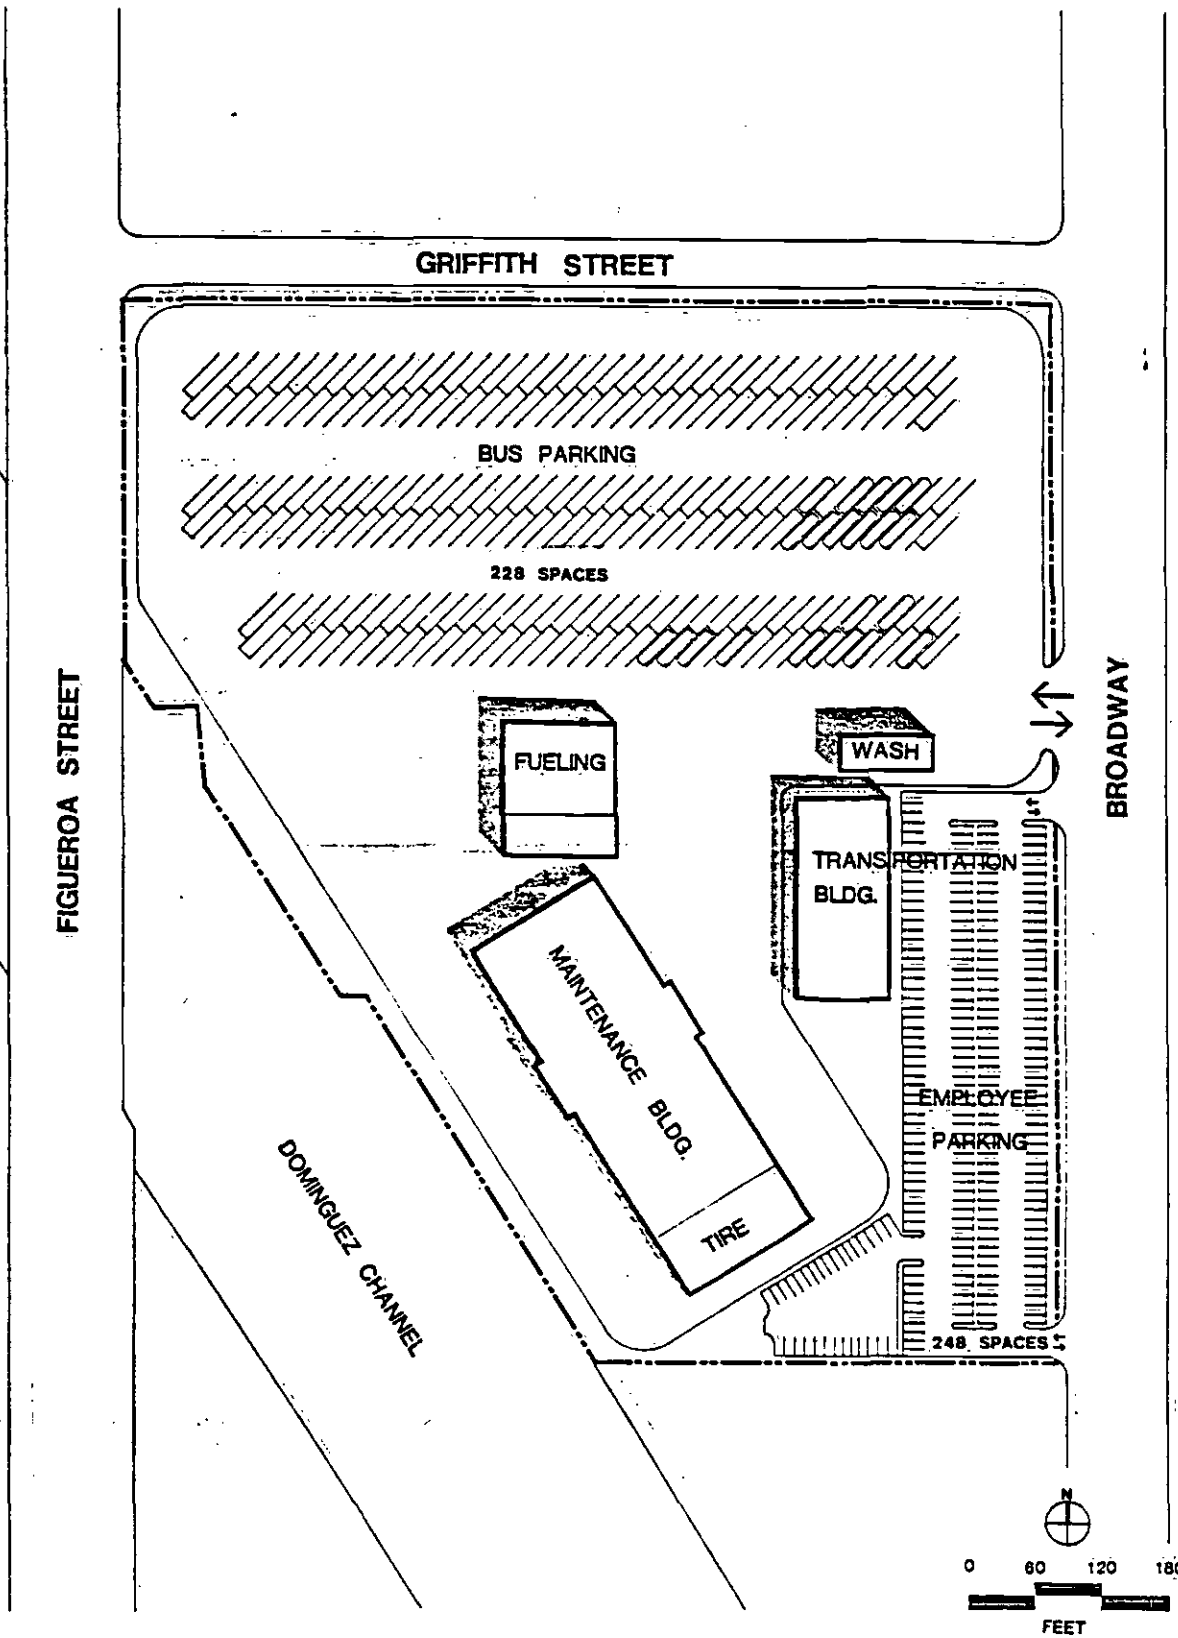 GRIFFITH STREET
BUS PARKING
228 SPACES
FIGUEROA STREET
BROADWAY
FUELING
WASH
TRANSPORTATION
BLDG.
MAINTENANCE BLDG.
TIRE
EMPLOYEE
PARKING
248 SPACES
DOMINGUEZ CHANNEL
N
0 60 120 180
FEET